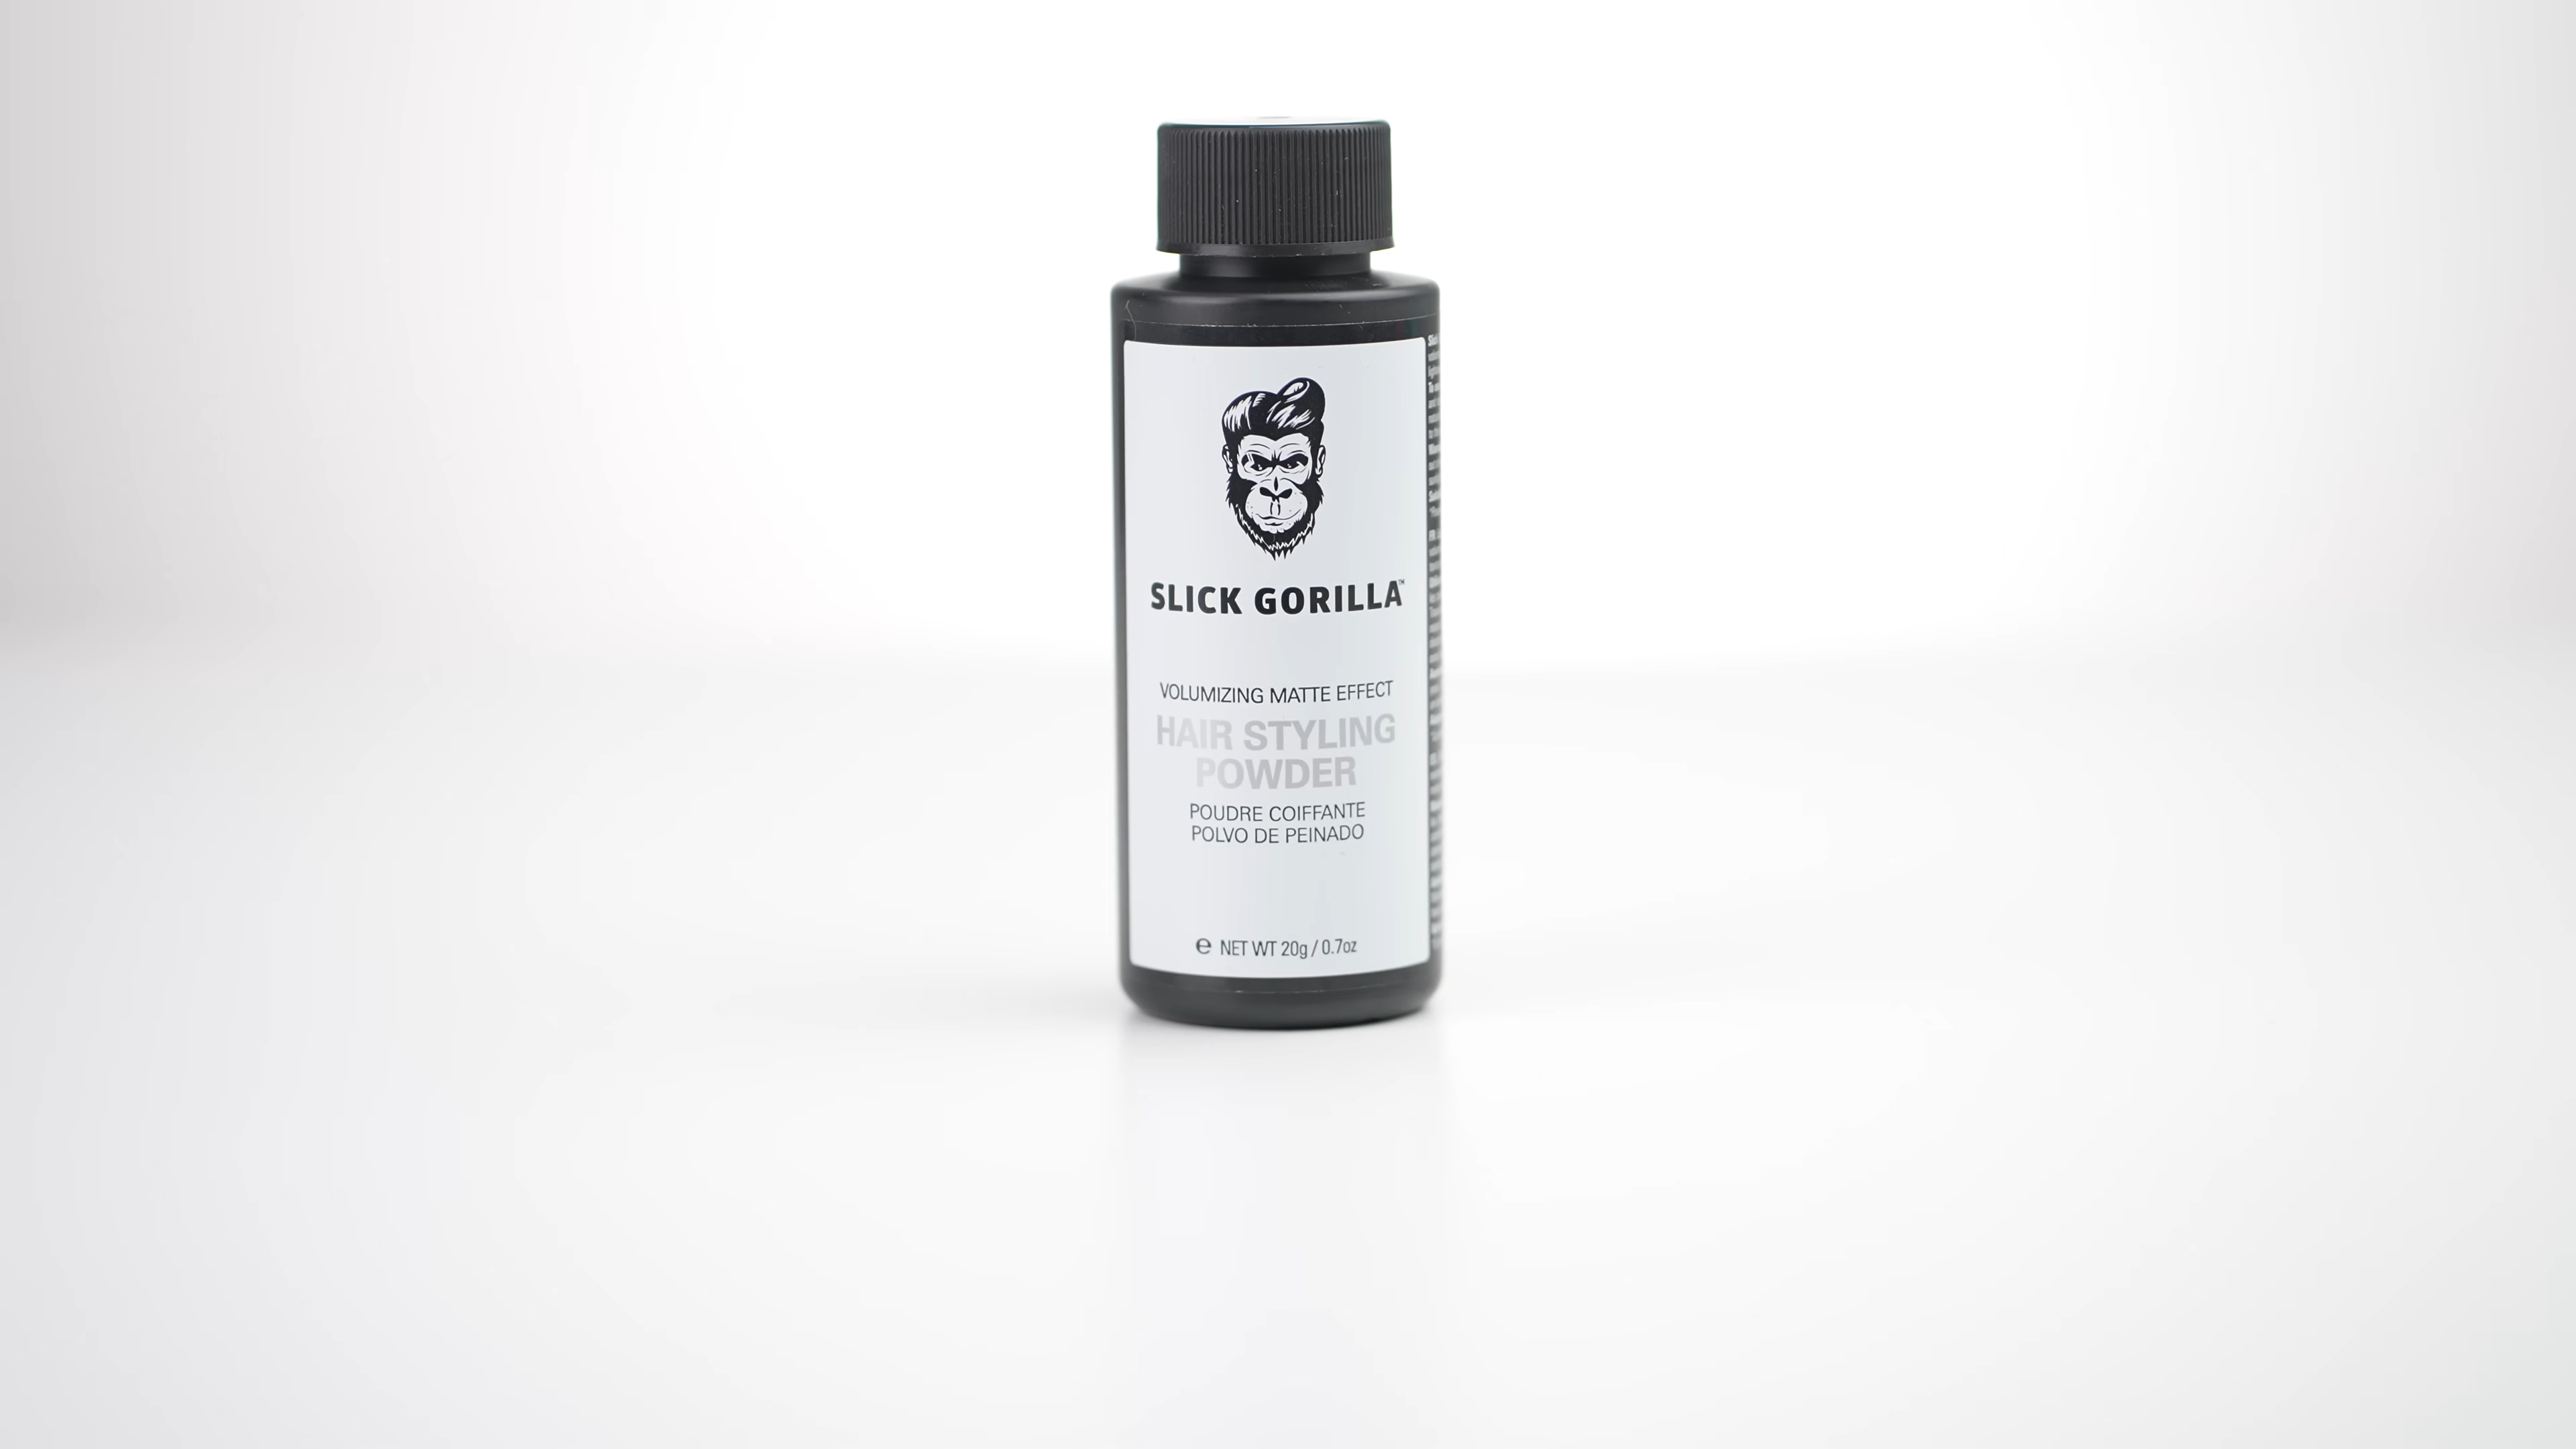 SLICK GORILLA™
VOLUMIZING MATTE EFFECT
HAIR STYLING
POWDER
POUDRE COIFFANTE
POLVO DE PEINADO
℮ NET WT 20g / 0.7oz